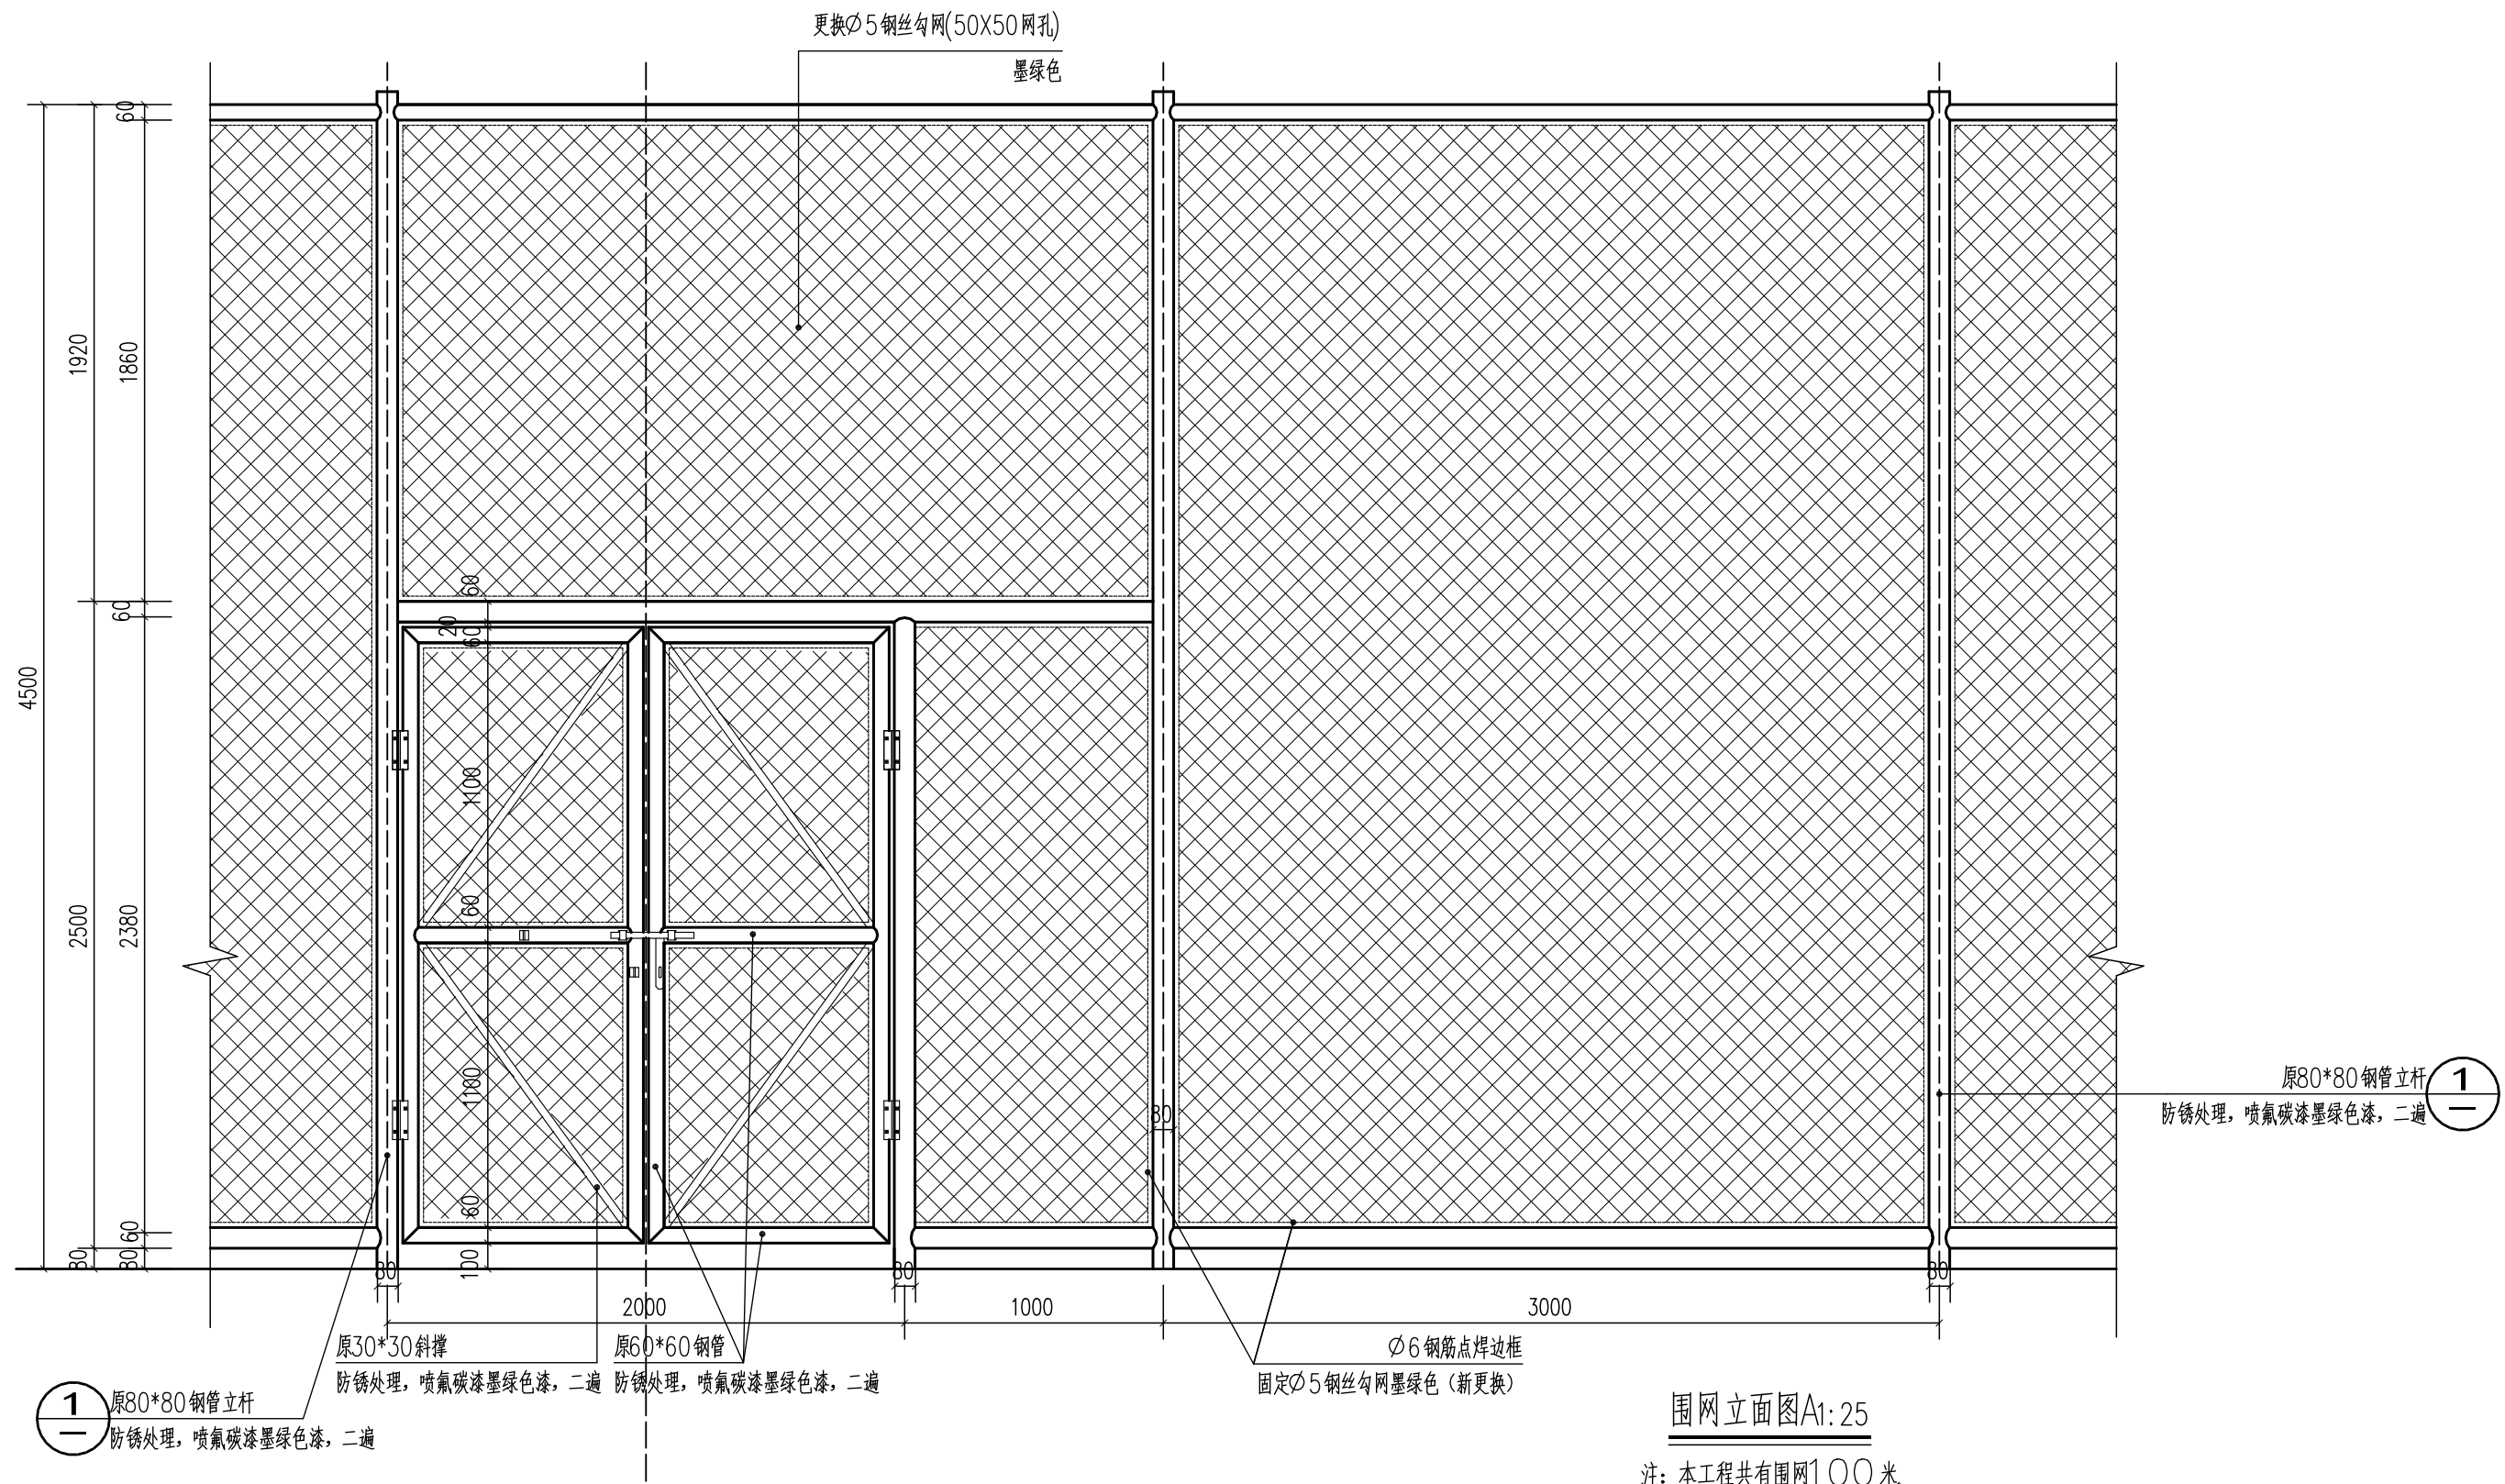 更换∅5钢丝勾网(50X50网孔)
墨绿色
60
1920
1860
60
4500
2500
2380
60
80
80
60
20
60
1100
60
1100
60
100
80
80
80
80
2000
1000
3000
原80*80钢管立杆
1
防锈处理，喷氟碳漆墨绿色漆，二遍
原30*30斜撑
防锈处理，喷氟碳漆墨绿色漆，二遍
原60*60钢管
防锈处理，喷氟碳漆墨绿色漆，二遍
∅6钢筋点焊边框
固定∅5钢丝勾网墨绿色（新更换）
1
原80*80钢管立杆
防锈处理，喷氟碳漆墨绿色漆，二遍
围网立面图A1:25
注：本工程共有围网100米